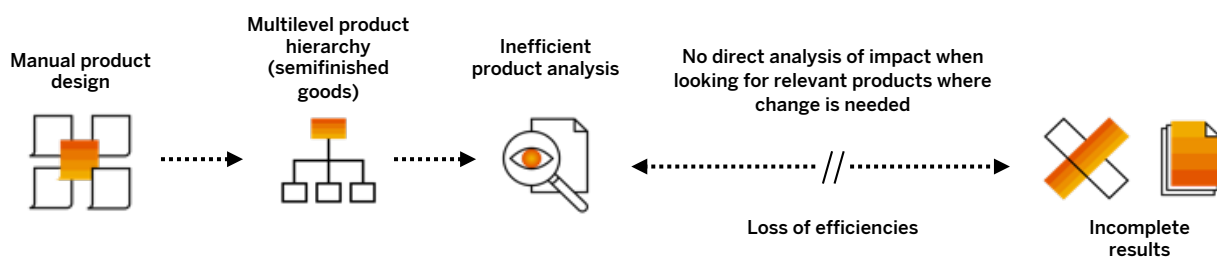 Manual product
design
Multilevel product
hierarchy
(semifinished
goods)
Inefficient
product analysis
No direct analysis of impact when
looking for relevant products where
change is needed
Loss of efficiencies
Incomplete
results